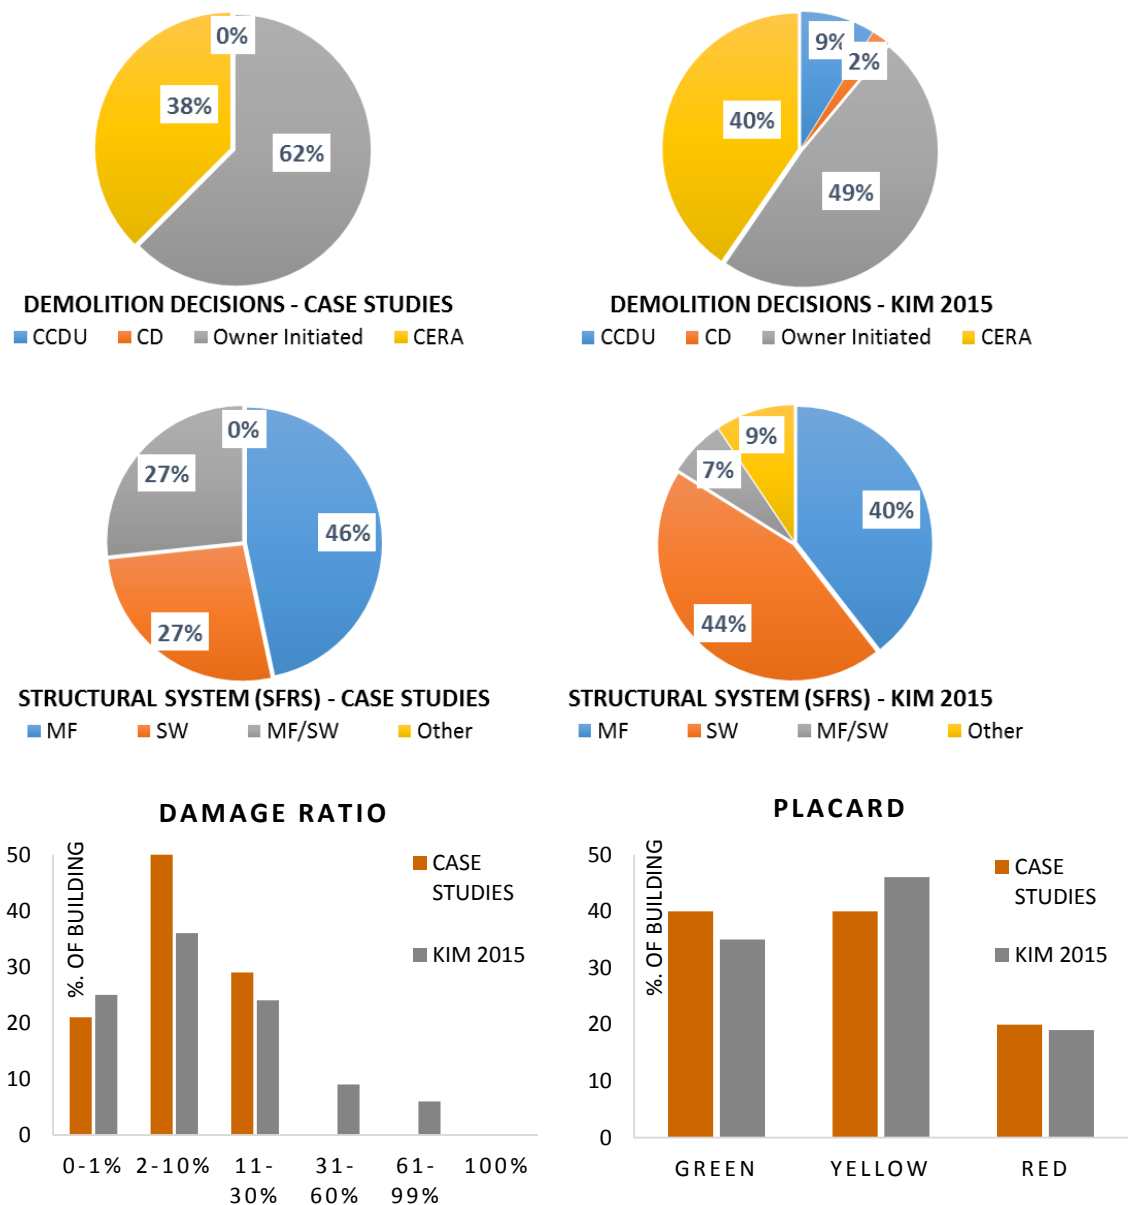 0%
38%
62%
DEMOLITION DECISIONS - CASE STUDIES
CCDU CD Owner Initiated CERA
9%
2%
40%
49%
DEMOLITION DECISIONS - KIM 2015
CCDU CD Owner Initiated CERA
0%
27%
46%
27%
STRUCTURAL SYSTEM (SFRS) - CASE STUDIES
MF SW MF/SW Other
9%
7%
40%
44%
STRUCTURAL SYSTEM (SFRS) - KIM 2015
MF SW MF/SW Other
DAMAGE RATIO
%. OF BUILDING
50
40
30
20
10
0
CASE
STUDIES
KIM 2015
0-1% 2-10% 11- 31- 61- 100%
30% 60% 99%
PLACARD
%. OF BUILDING
50
40
30
20
10
0
CASE
STUDIES
KIM 2015
GREEN YELLOW RED